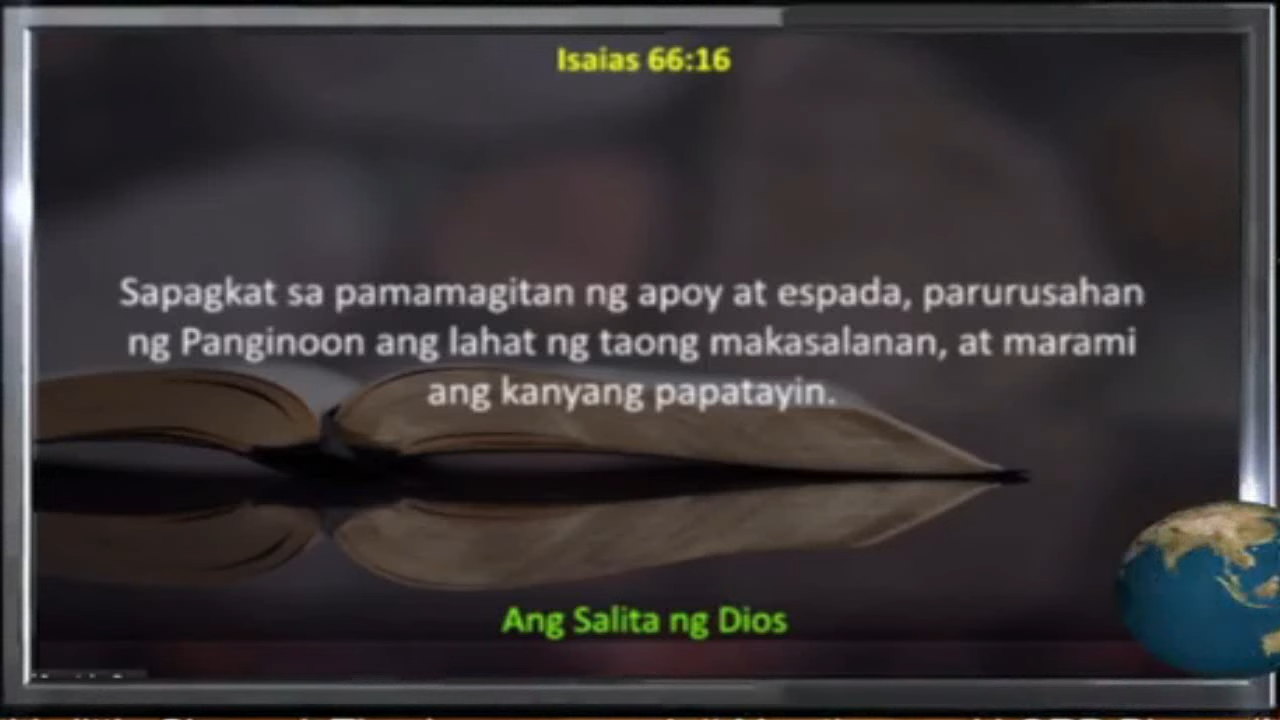 Isaias 66:16
Sapagkat sa pamamagitan ng apoy at espada, parurusahan
ng Panginoon ang lahat ng taong makasalanan, at marami
ang kanyang papatayin.
Ang Salita ng Dios